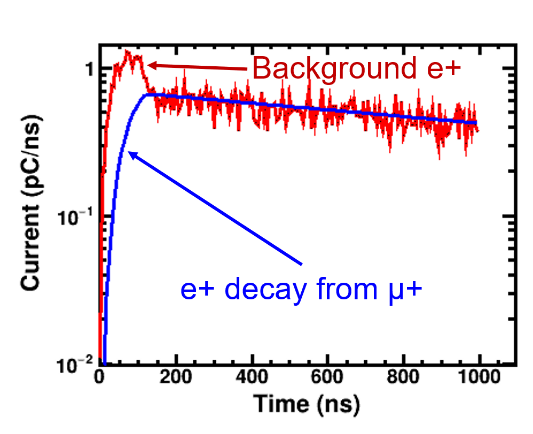 Background e+
e+ decay from µ+
Current (pC/ns)
1
10⁻¹
10⁻²
0 200 400 600 800 1000
Time (ns)